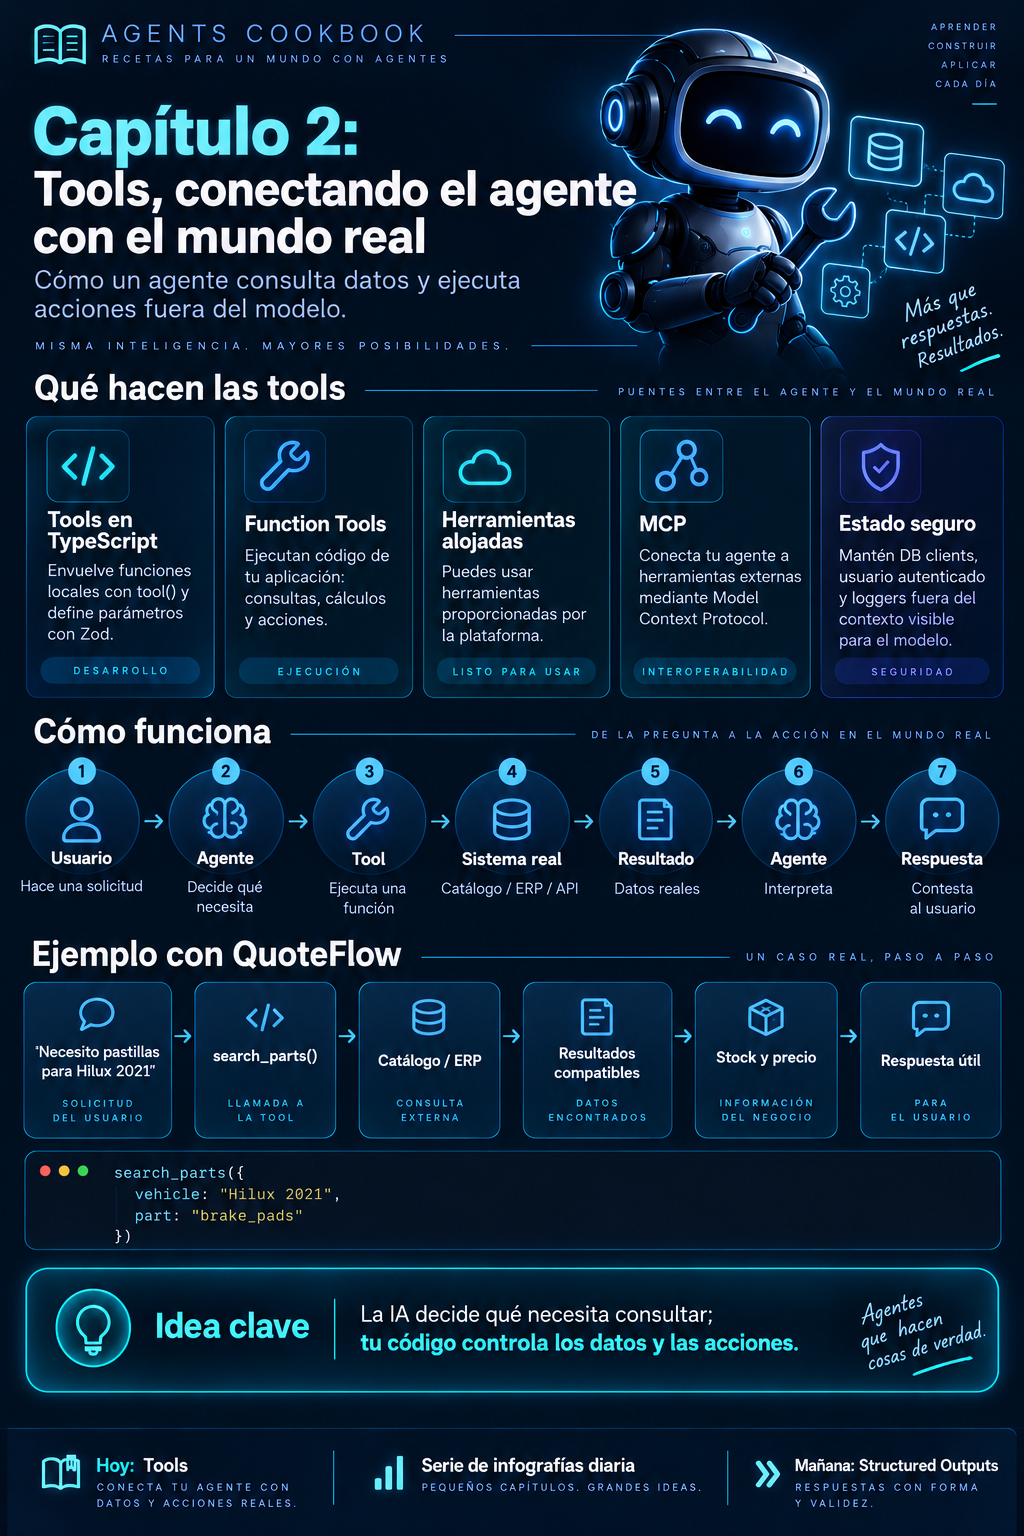 AGENTS COOKBOOK
RECETAS PARA UN MUNDO CON AGENTES
APRENDER
CONSTRUIR
APLICAR
CADA DÍA
Capítulo 2:
Tools, conectando el agente
con el mundo real
Cómo un agente consulta datos y ejecuta
acciones fuera del modelo.
MISMA INTELIGENCIA. MAYORES POSIBILIDADES.
</>
Más que
respuestas.
Resultados.
Qué hacen las tools
PUENTES ENTRE EL AGENTE Y EL MUNDO REAL
</>
Tools en
TypeScript
Envuelve funciones
locales con tool() y
define parámetros
con Zod.
DESARROLLO
Function Tools
Ejecutan código de
tu aplicación:
consultas, cálculos
y acciones.
EJECUCIÓN
Herramientas
alojadas
Puedes usar
herramientas
proporcionadas por
la plataforma.
LISTO PARA USAR
MCP
Conecta tu agente a
herramientas externas
mediante Model
Context Protocol.
INTEROPERABILIDAD
Estado seguro
Mantén DB clients,
usuario autenticado
y loggers fuera del
contexto visible
para el modelo.
SEGURIDAD
Cómo funciona
DE LA PREGUNTA A LA ACCIÓN EN EL MUNDO REAL
1
Usuario
Hace una solicitud
2
Agente
Decide qué
necesita
3
Tool
Ejecuta una
función
4
Sistema real
Catálogo / ERP / API
5
Resultado
Datos reales
6
Agente
Interpreta
7
Respuesta
Contesta
al usuario
Ejemplo con QuoteFlow
UN CASO REAL, PASO A PASO
"Necesito pastillas
para Hilux 2021"
SOLICITUD
DEL USUARIO
</>
search_parts()
LLAMADA A
LA TOOL
Catálogo / ERP
CONSULTA
EXTERNA
Resultados
compatibles
DATOS
ENCONTRADOS
Stock y precio
INFORMACIÓN
DEL NEGOCIO
Respuesta útil
PARA
EL USUARIO
search_parts({
vehicle: "Hilux 2021",
part: "brake_pads"
})
Idea clave
La IA decide qué necesita consultar;
tu código controla los datos y las acciones.
Agentes
que hacen
cosas de verdad.
Hoy: Tools
CONECTA TU AGENTE CON
DATOS Y ACCIONES REALES.
Serie de infografías diaria
PEQUEÑOS CAPÍTULOS. GRANDES IDEAS.
Mañana: Structured Outputs
RESPUESTAS CON FORMA
Y VALIDEZ.